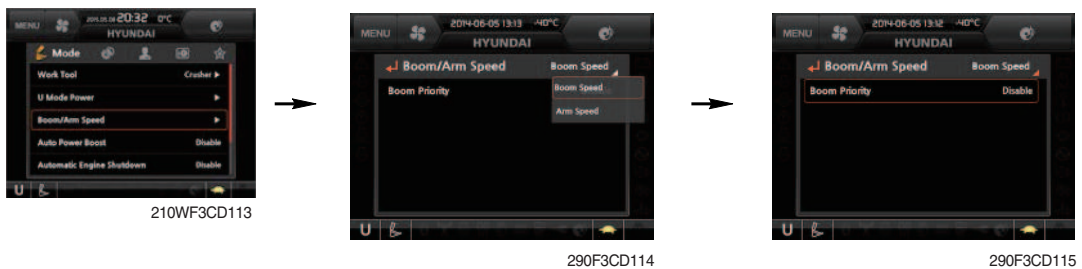 MENU 2015.05.08 20:32 0°C
HYUNDAI
Mode
Work Tool Crusher ▶
U Mode Power ▶
Boom/Arm Speed ▶
Auto Power Boost Disable
Automatic Engine Shutdown Disable
U
210WF3CD113
MENU 2014-06-05 13:13 -40°C
HYUNDAI
Boom/Arm Speed Boom Speed
Boom Priority Boom Speed
Arm Speed
U
290F3CD114
MENU 2014-06-05 13:12 -40°C
HYUNDAI
Boom/Arm Speed Boom Speed
Boom Priority Disable
U
290F3CD115